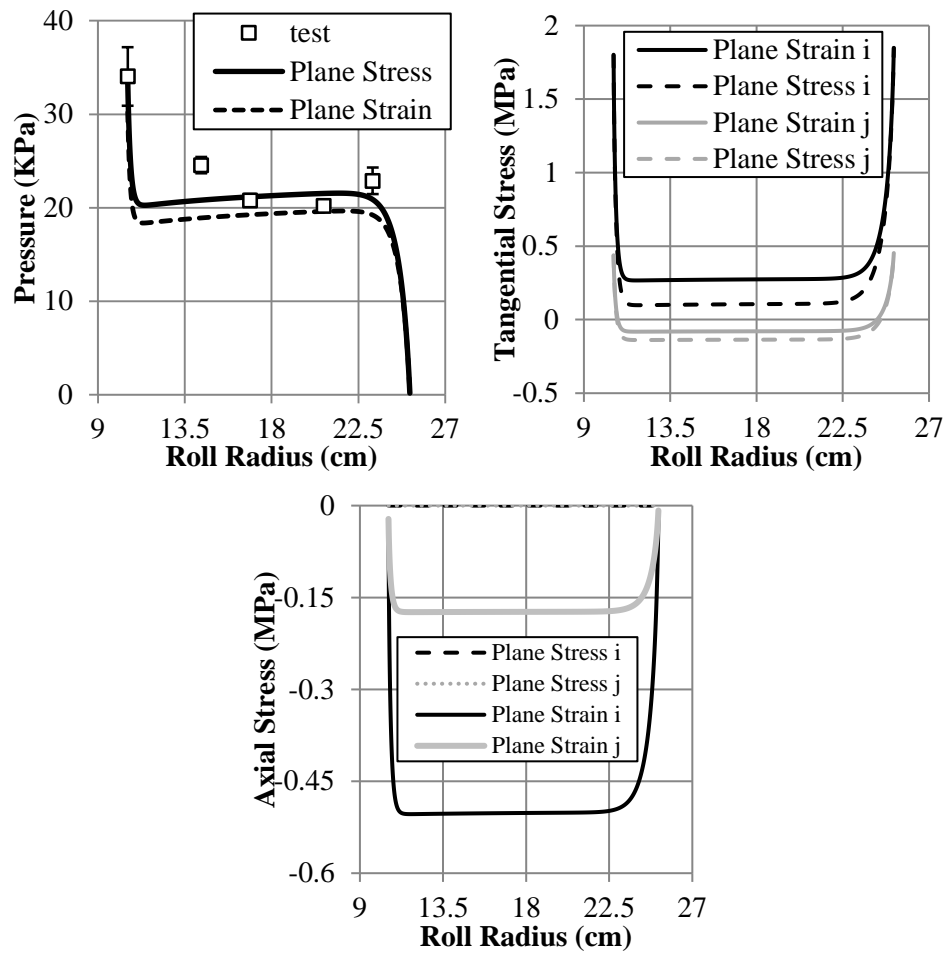 40
30
20
10
0
Pressure (KPa)
test
Plane Stress
Plane Strain
9
13.5
18
22.5
27
Roll Radius (cm)
2
1.5
1
0.5
0
-0.5
Tangential Stress (MPa)
Plane Strain i
Plane Stress i
Plane Strain j
Plane Stress j
9
13.5
18
22.5
27
Roll Radius (cm)
0
-0.15
-0.3
-0.45
-0.6
Axial Stress (MPa)
Plane Stress i
Plane Stress j
Plane Strain i
Plane Strain j
9
13.5
18
22.5
27
Roll Radius (cm)